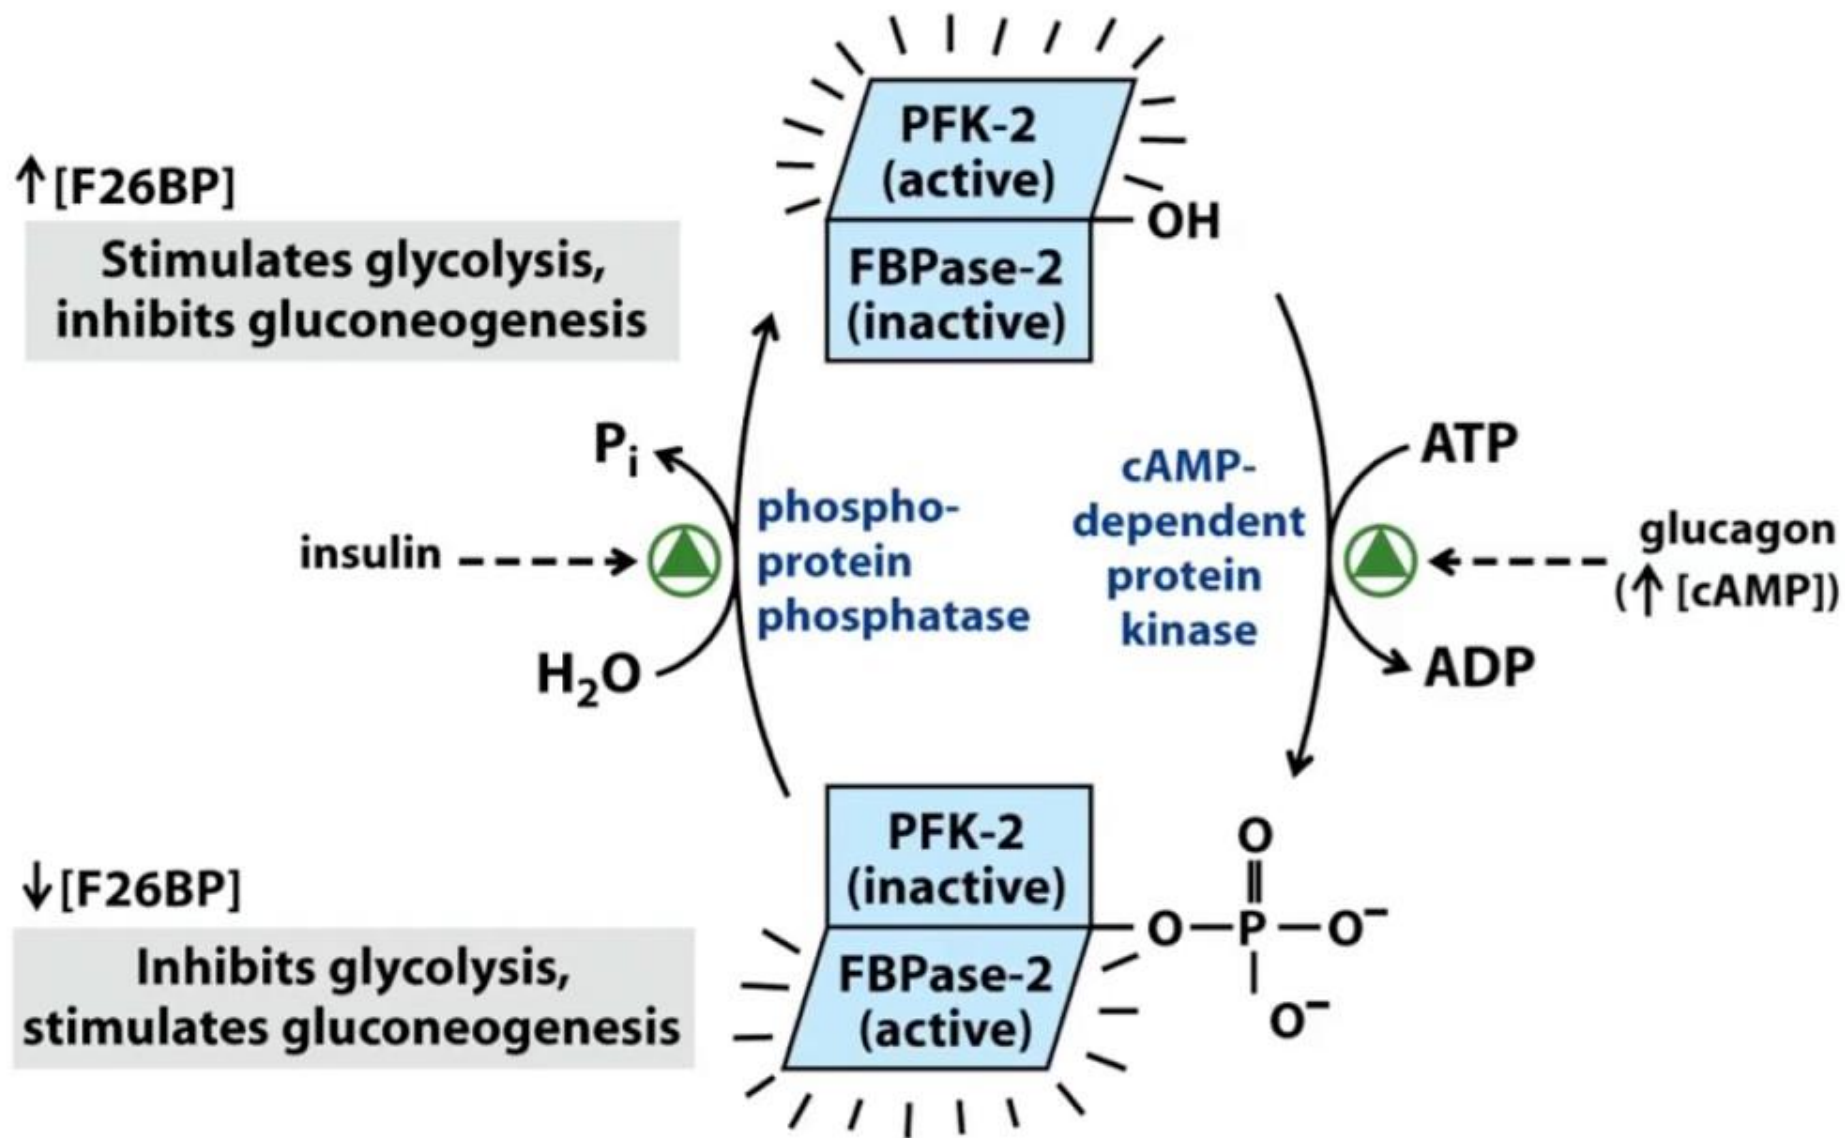 PFK-2
(active)
OH
FBPase-2
(inactive)
↑[F26BP]
Stimulates glycolysis,
inhibits gluconeogenesis
Pᵢ
insulin
H₂O
phospho-
protein
phosphatase
cAMP-
dependent
protein
kinase
ATP
glucagon
(↑ [cAMP])
ADP
↓[F26BP]
Inhibits glycolysis,
stimulates gluconeogenesis
PFK-2
(inactive)
FBPase-2
(active)
O
O—P—O⁻
O⁻